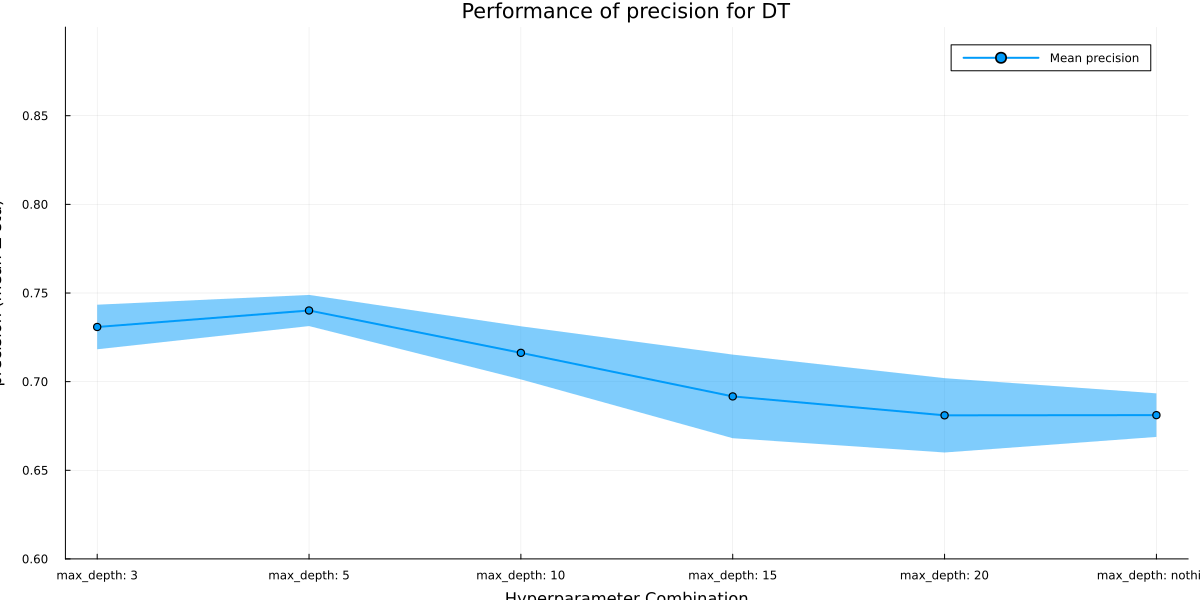 Performance of precision for DT
Mean precision
0.85
0.80
0.75
0.70
0.65
0.60
max_depth: 3
max_depth: 5
max_depth: 10
max_depth: 15
max_depth: 20
max_depth: nothi
Hyperparameter Combination